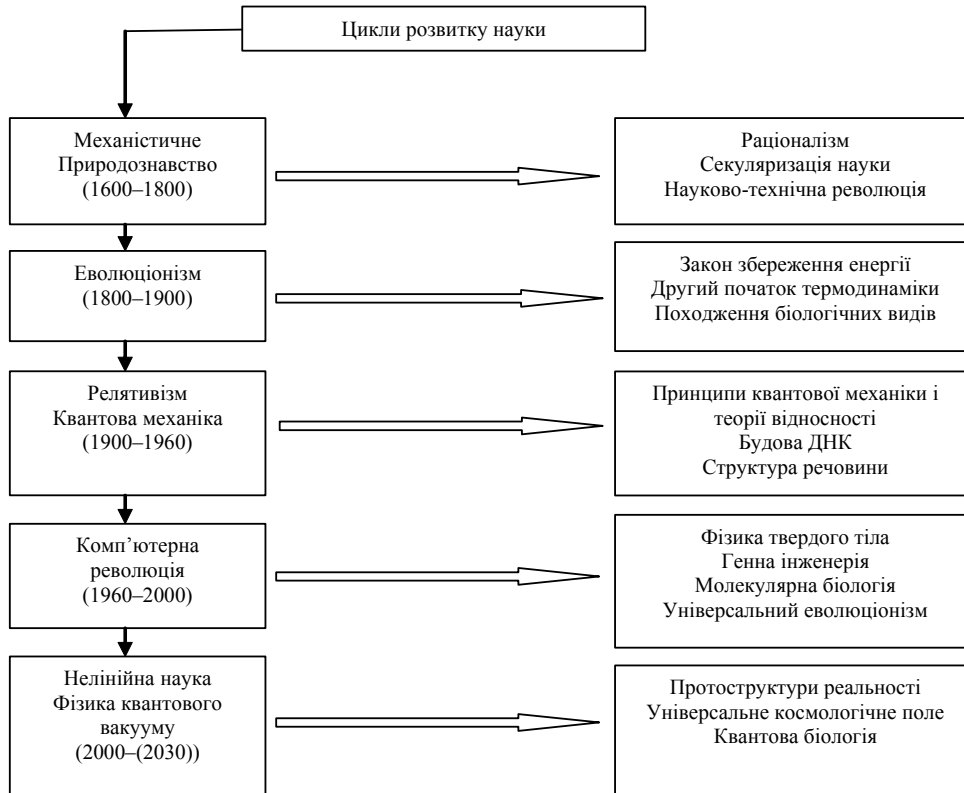 Цикли розвитку науки
Механістичне
Природознавство
(1600–1800)
Раціоналізм
Секуляризація науки
Науково-технічна революція
Еволюціонізм
(1800–1900)
Закон збереження енергії
Другий початок термодинаміки
Походження біологічних видів
Релятивізм
Квантова механіка
(1900–1960)
Принципи квантової механіки і
теорії відносності
Будова ДНК
Структура речовини
Комп’ютерна
революція
(1960–2000)
Фізика твердого тіла
Генна інженерія
Молекулярна біологія
Універсальний еволюціонізм
Нелінійна наука
Фізика квантового
вакууму
(2000–(2030))
Протоструктури реальності
Універсальне космологічне поле
Квантова біологія